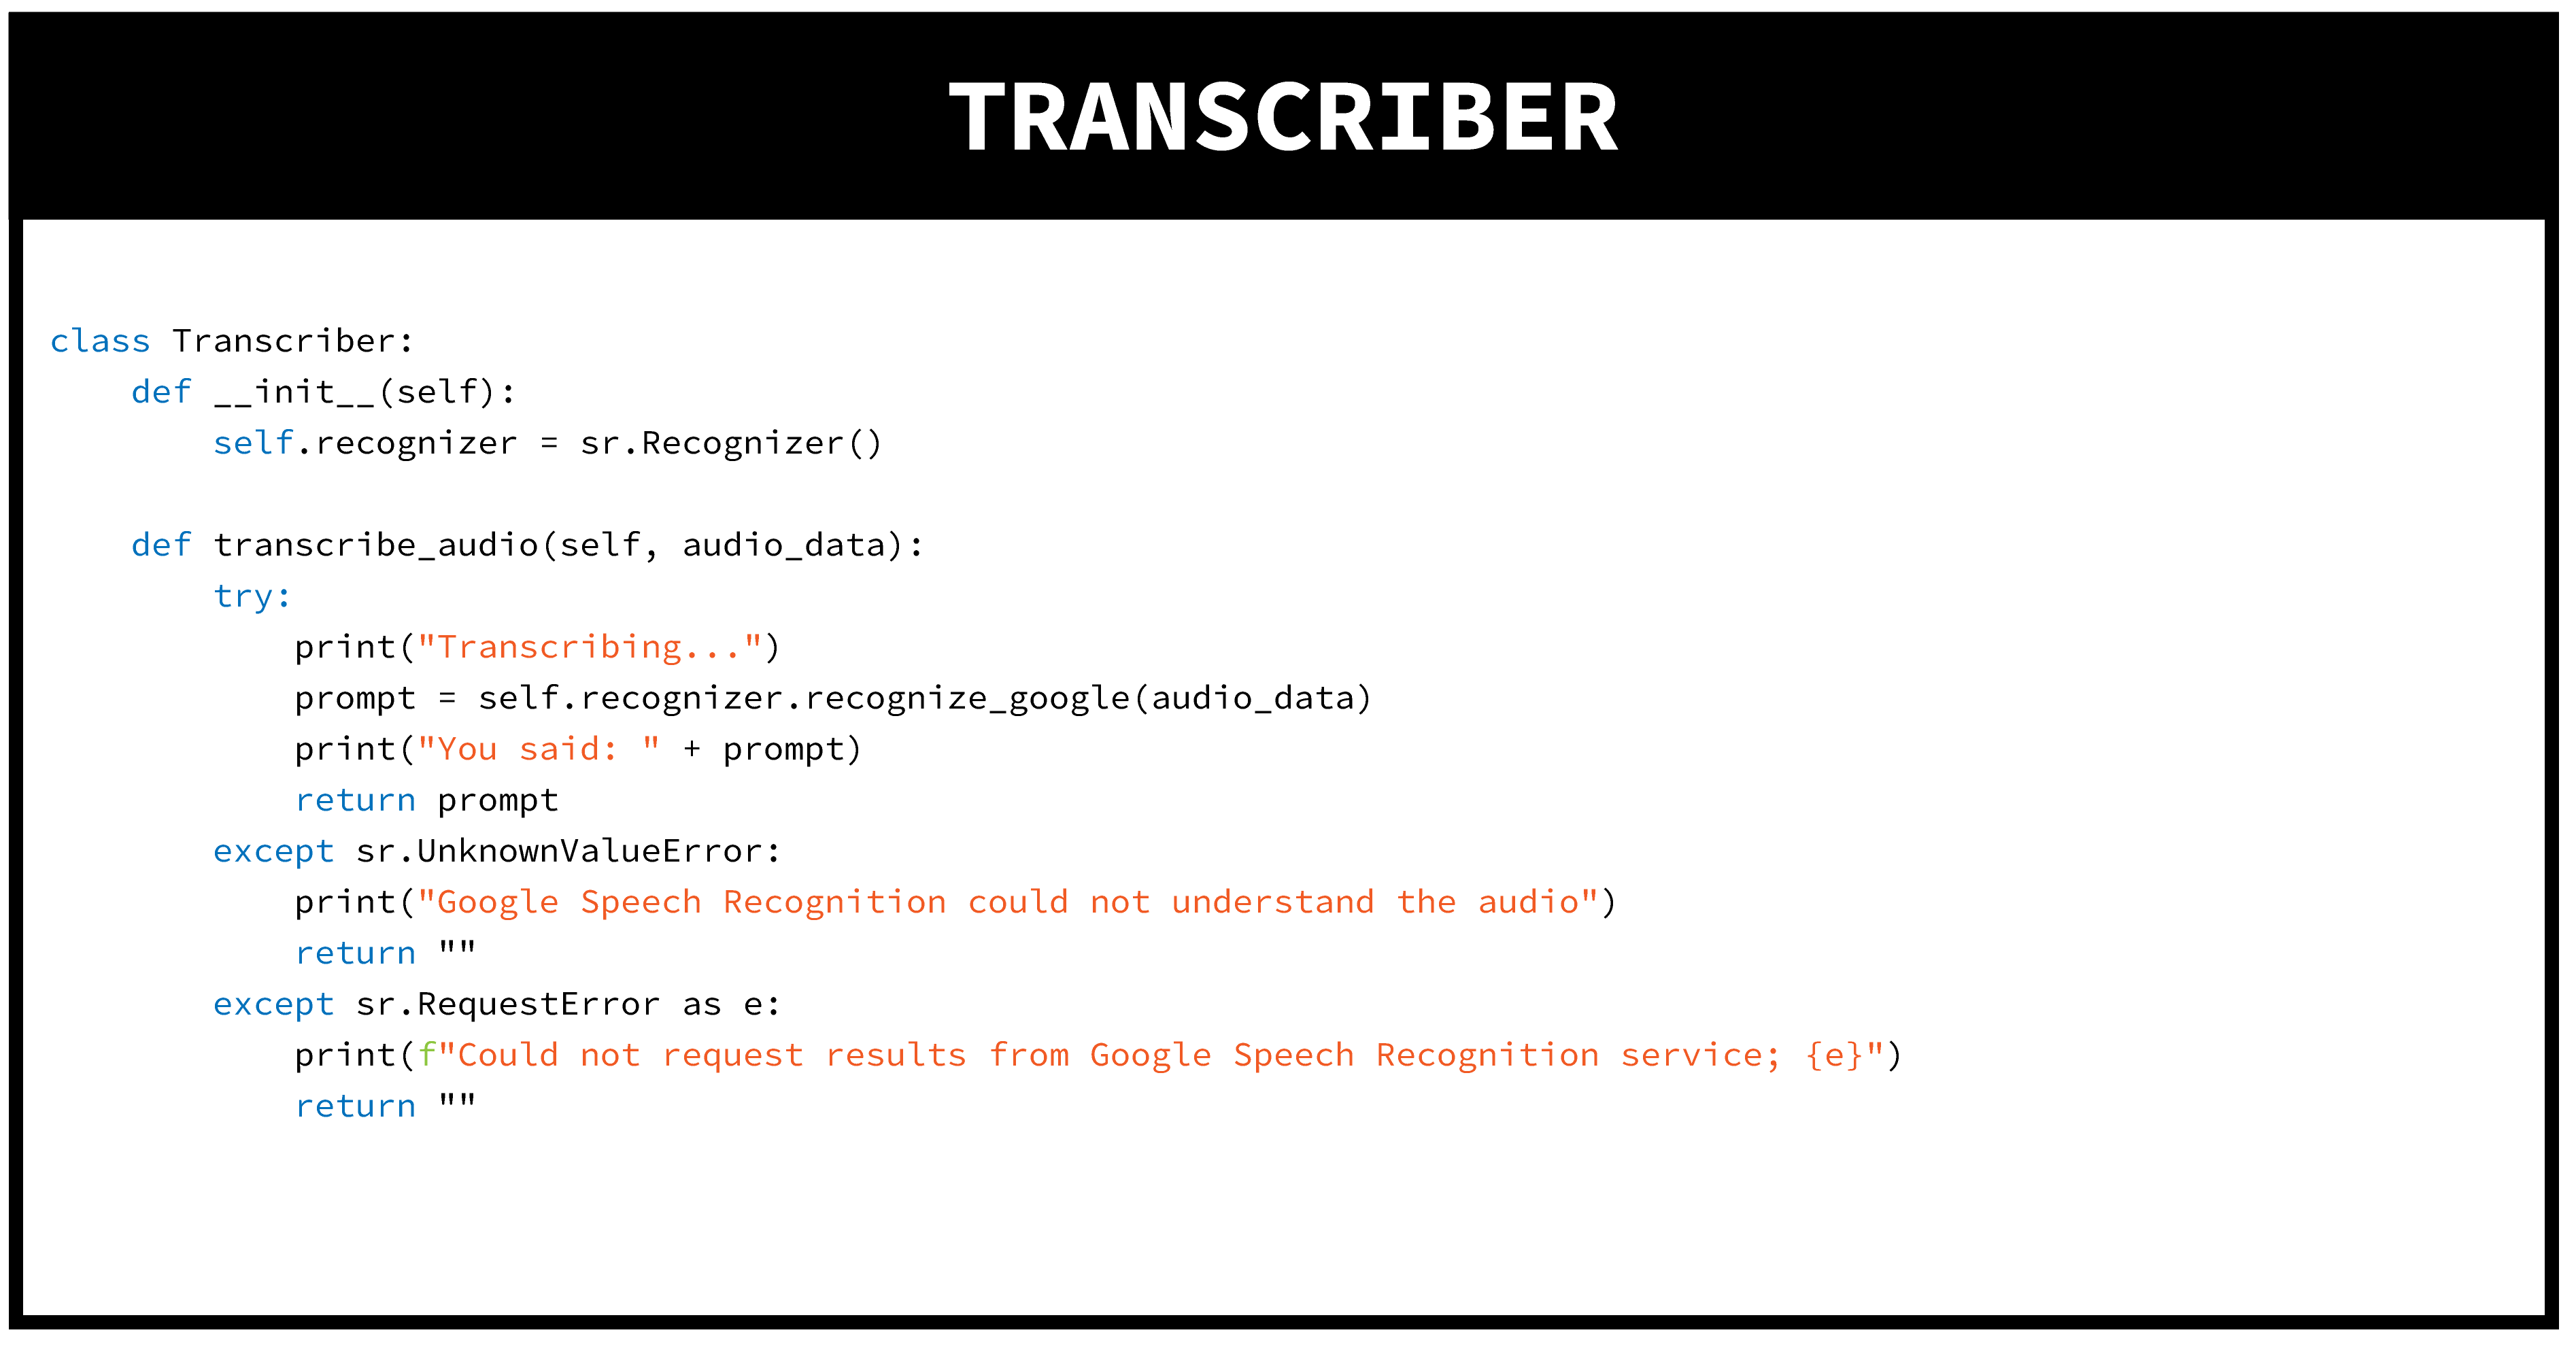 TRANSCRIBER
class Transcriber:
    def __init__(self):
        self.recognizer = sr.Recognizer()

    def transcribe_audio(self, audio_data):
        try:
            print("Transcribing...")
            prompt = self.recognizer.recognize_google(audio_data)
            print("You said: " + prompt)
            return prompt
        except sr.UnknownValueError:
            print("Google Speech Recognition could not understand the audio")
            return ""
        except sr.RequestError as e:
            print(f"Could not request results from Google Speech Recognition service; {e}")
            return ""